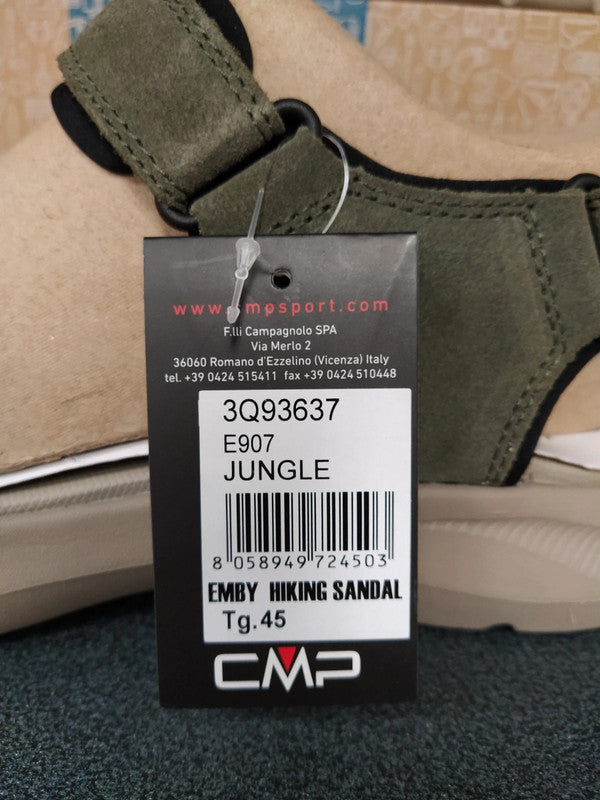 www.cmpsport.com
F.lli Campagnolo SPA
Via Merlo 2
36060 Romano d'Ezzelino (Vicenza) Italy
tel. +39 0424 515411 fax +39 0424 510448
3Q93637
E907
JUNGLE
8 058949 724503
EMBY HIKING SANDAL
Tg.45
CMP